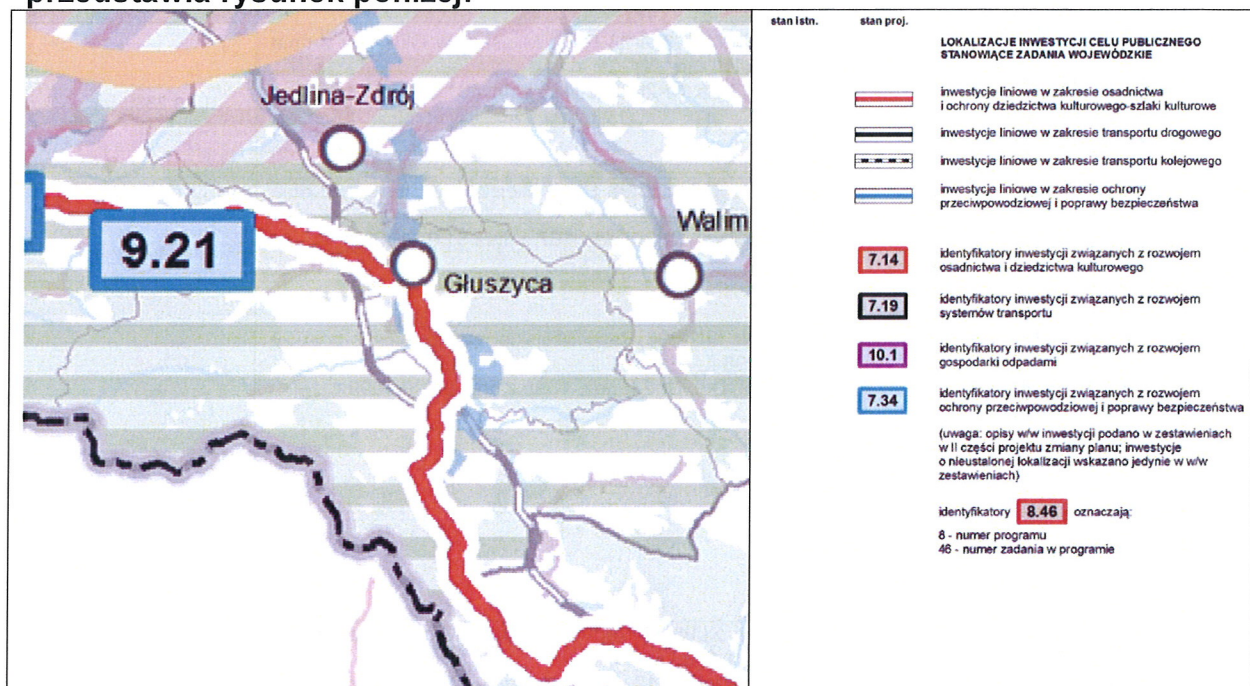 przedstawia rysunek poniżej.
Jedlina-Zdrój
Walim
9.21
Głuszyca
stan istn. stan proj.
LOKALIZACJE INWESTYCJI CELU PUBLICZNEGO
STANOWIĄCE ZADANIA WOJEWÓDZKIE
inwestycje liniowe w zakresie osadnictwa
i ochrony dziedzictwa kulturowego-szlaki kulturowe
inwestycje liniowe w zakresie transportu drogowego
inwestycje liniowe w zakresie transportu kolejowego
inwestycje liniowe w zakresie ochrony
przeciwpowodziowej i poprawy bezpieczeństwa
7.14 identyfikatory inwestycji związanych z rozwojem
osadnictwa i dziedzictwa kulturowego
7.19 identyfikatory inwestycji związanych z rozwojem
systemów transportu
10.1 identyfikatory inwestycji związanych z rozwojem
gospodarki odpadami
7.34 identyfikatory inwestycji związanych z rozwojem
ochrony przeciwpowodziowej i poprawy bezpieczeństwa
(uwaga: opisy w/w inwestycji podano w zestawieniach
w II części projektu zmiany planu; inwestycje
o nieustalonej lokalizacji wskazano jedynie w w/w
zestawieniach)
identyfikatory 8.46 oznaczają:
8 - numer programu
46 - numer zadania w programie